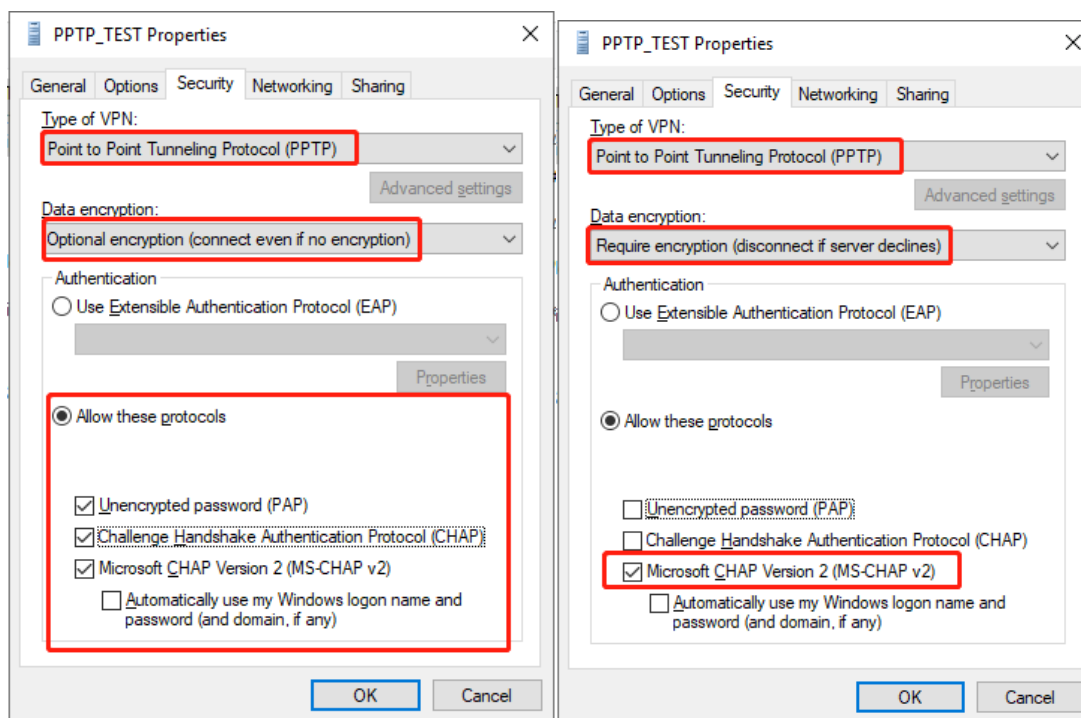 PPTP_TEST Properties
General Options Security Networking Sharing
Type of VPN:
Point to Point Tunneling Protocol (PPTP)
Advanced settings
Data encryption:
Optional encryption (connect even if no encryption)
Authentication
Use Extensible Authentication Protocol (EAP)
Properties
Allow these protocols
Unencrypted password (PAP)
Challenge Handshake Authentication Protocol (CHAP)
Microsoft CHAP Version 2 (MS-CHAP v2)
Automatically use my Windows logon name and
password (and domain, if any)
OK Cancel
PPTP_TEST Properties
General Options Security Networking Sharing
Type of VPN:
Point to Point Tunneling Protocol (PPTP)
Advanced settings
Data encryption:
Require encryption (disconnect if server declines)
Authentication
Use Extensible Authentication Protocol (EAP)
Properties
Allow these protocols
Unencrypted password (PAP)
Challenge Handshake Authentication Protocol (CHAP)
Microsoft CHAP Version 2 (MS-CHAP v2)
Automatically use my Windows logon name and
password (and domain, if any)
OK Cancel